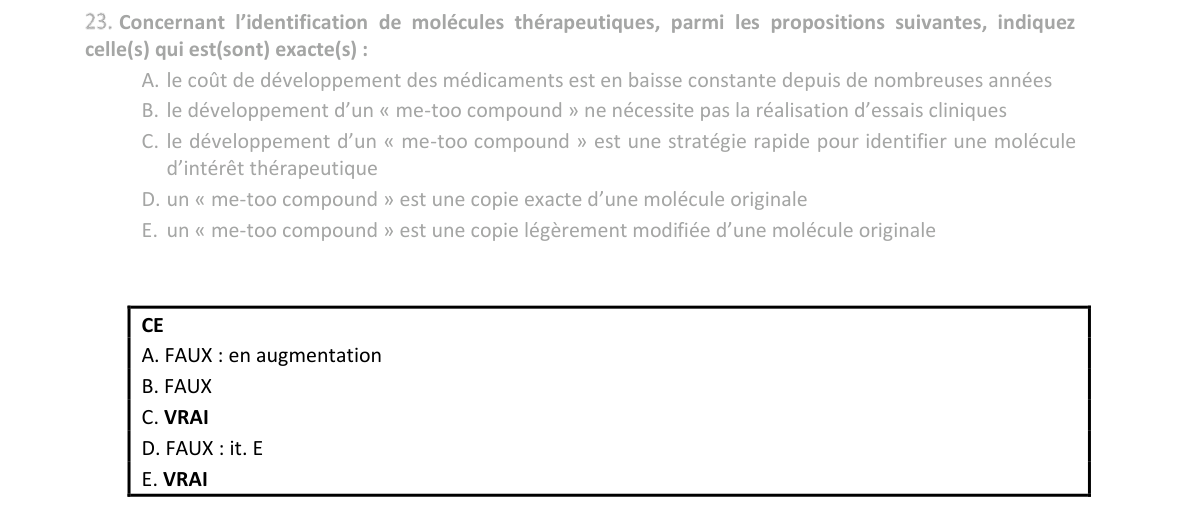 23. Concernant l’identification de molécules thérapeutiques, parmi les propositions suivantes, indiquez
celle(s) qui est(sont) exacte(s) :
A. le coût de développement des médicaments est en baisse constante depuis de nombreuses années
B. le développement d’un « me-too compound » ne nécessite pas la réalisation d’essais cliniques
C. le développement d’un « me-too compound » est une stratégie rapide pour identifier une molécule
d’intérêt thérapeutique
D. un « me-too compound » est une copie exacte d’une molécule originale
E. un « me-too compound » est une copie légèrement modifiée d’une molécule originale
CE
A. FAUX : en augmentation
B. FAUX
C. VRAI
D. FAUX : it. E
E. VRAI